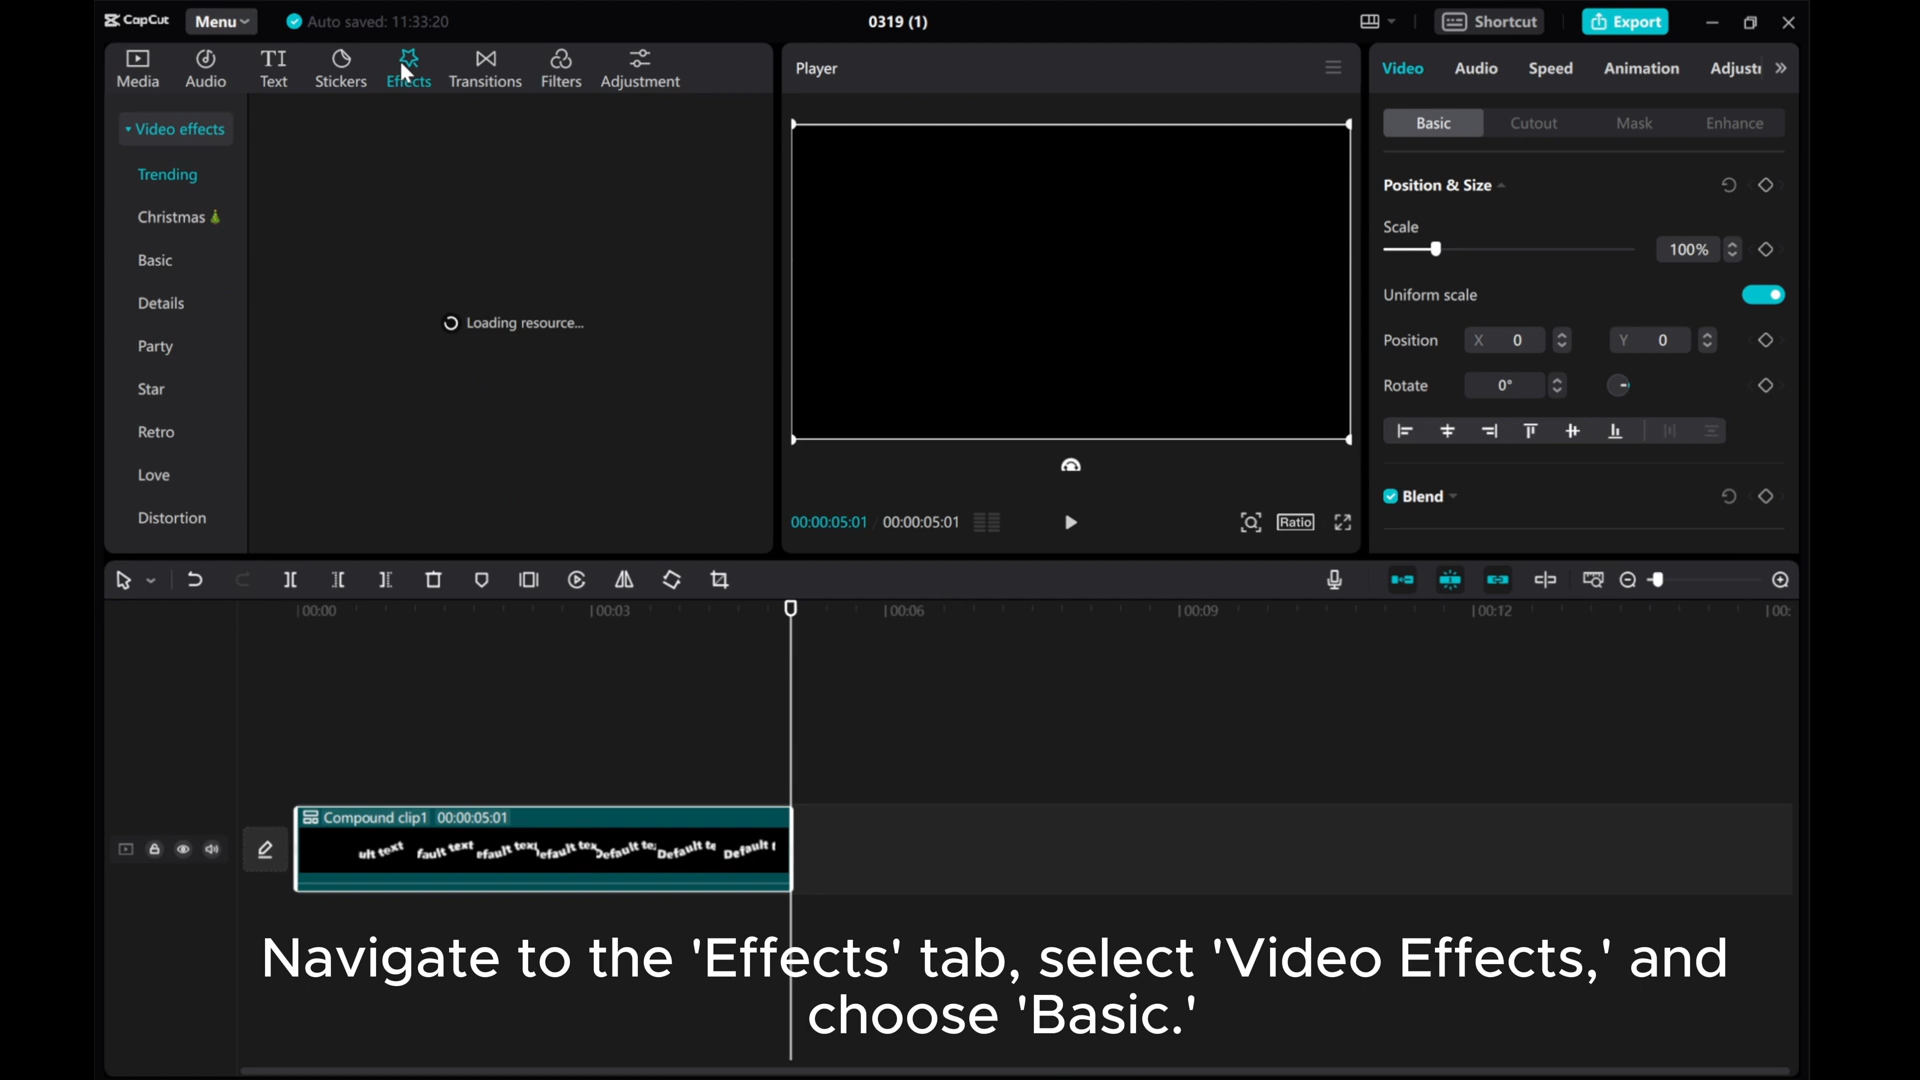 CapCut Menu Auto saved: 11:33:20 0319 (1) Shortcut Export
Media Audio Text Stickers Effects Transitions Filters Adjustment
Player
Video Audio Speed Animation Adjust
Video effects
Trending
Christmas
Basic
Details
Party
Star
Retro
Love
Distortion
Loading resource...
00:00:05:01 / 00:00:05:01
Ratio
Basic Cutout Mask Enhance
Position & Size
Scale
100%
Uniform scale
Position X 0 Y 0
Rotate 0°
Blend
00:00 00:03 00:06 00:09 00:12 00:
Compound clip1 00:00:05:01
ult text fault text efault text efault tex Default te Default te Default t
Navigate to the 'Effects' tab, select 'Video Effects,' and
choose 'Basic.'